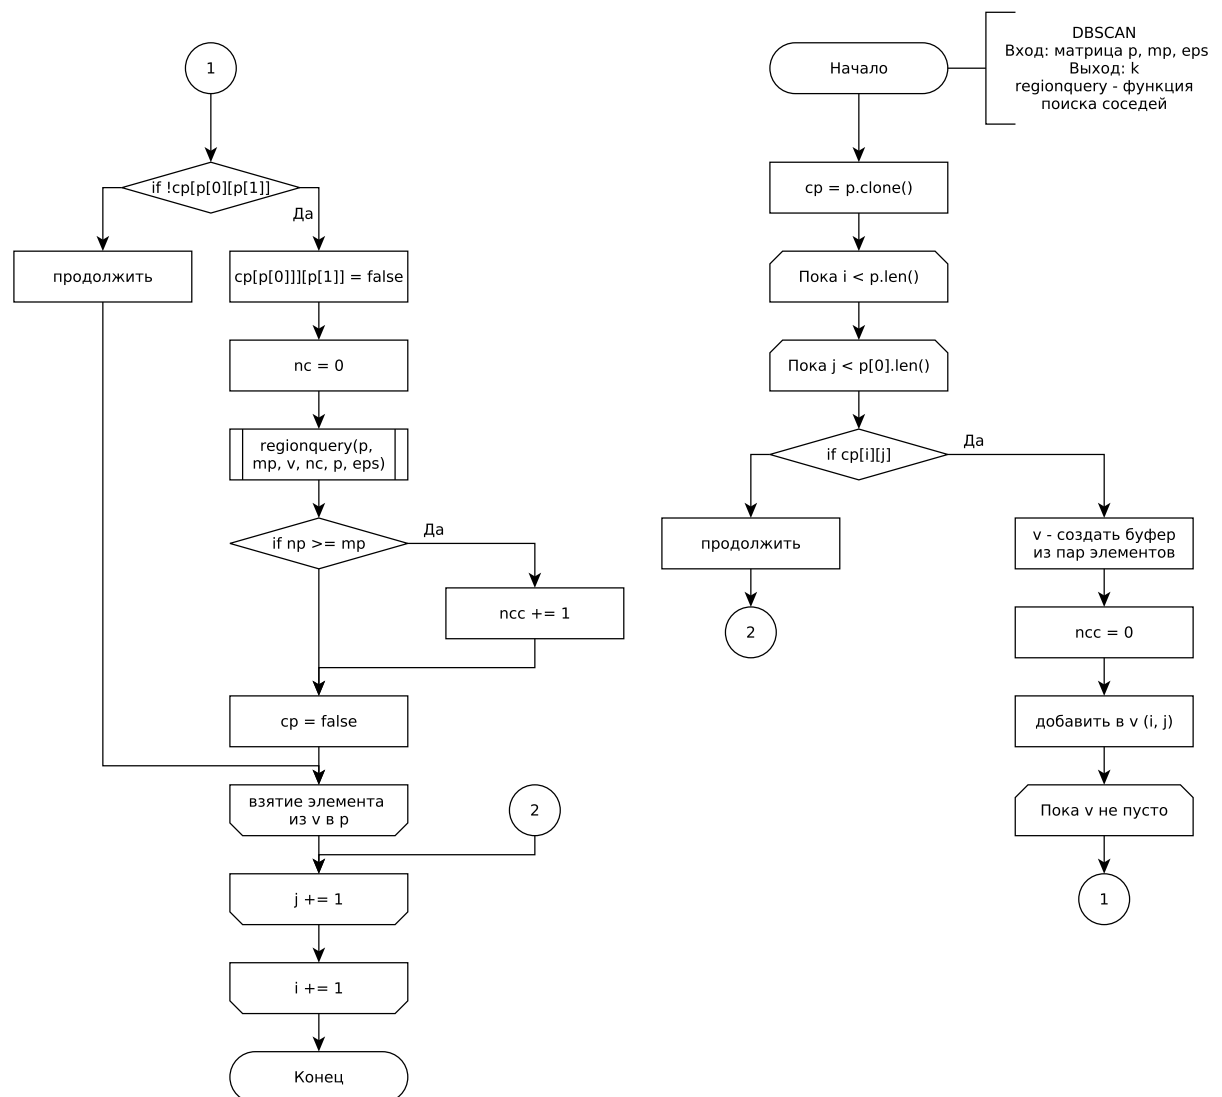 1
if !cp[p[0][p[1]]
Да
продолжить
cp[p[0]]][p[1]] = false
nc = 0
regionquery(p,
mp, v, nc, p, eps)
if np >= mp
Да
ncc += 1
cp = false
взятие элемента
из v в p
2
j += 1
i += 1
Конец
Начало
DBSCAN
Вход: матрица p, mp, eps
Выход: k
regionquery - функция
поиска соседей
cp = p.clone()
Пока i < p.len()
Пока j < p[0].len()
if cp[i][j]
Да
продолжить
2
v - создать буфер
из пар элементов
ncc = 0
добавить в v (i, j)
Пока v не пусто
1